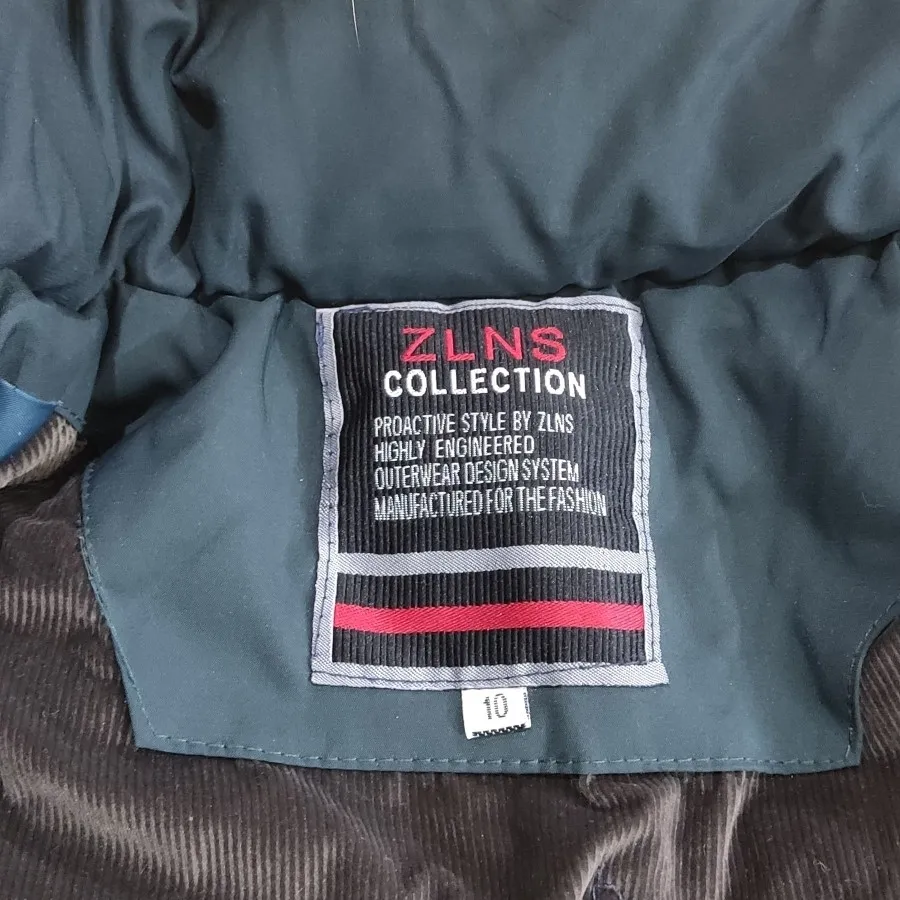 ZLNS
COLLECTION
PROACTIVE STYLE BY ZLNS
HIGHLY ENGINEERED
OUTERWEAR DESIGN SYSTEM
MANUFACTURED FOR THE FASHION
10